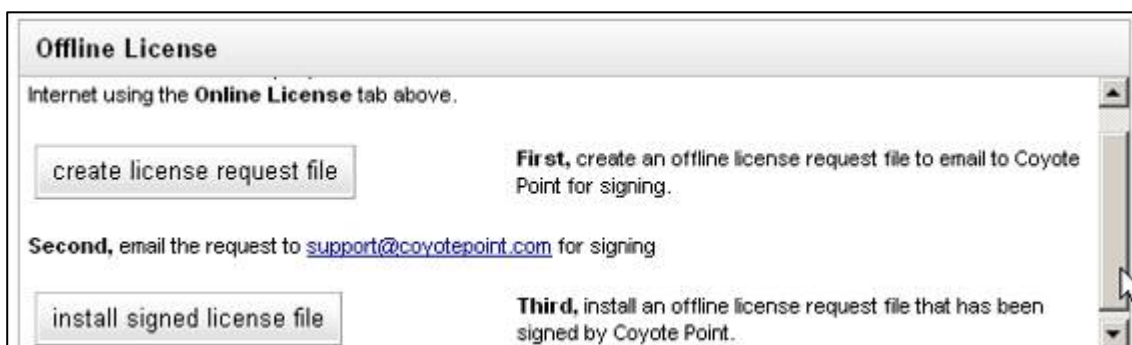 Offline License
Internet using the Online License tab above.
create license request file
First, create an offline license request file to email to Coyote
Point for signing.
Second, email the request to support@coyotepoint.com for signing
install signed license file
Third, install an offline license request file that has been
signed by Coyote Point.